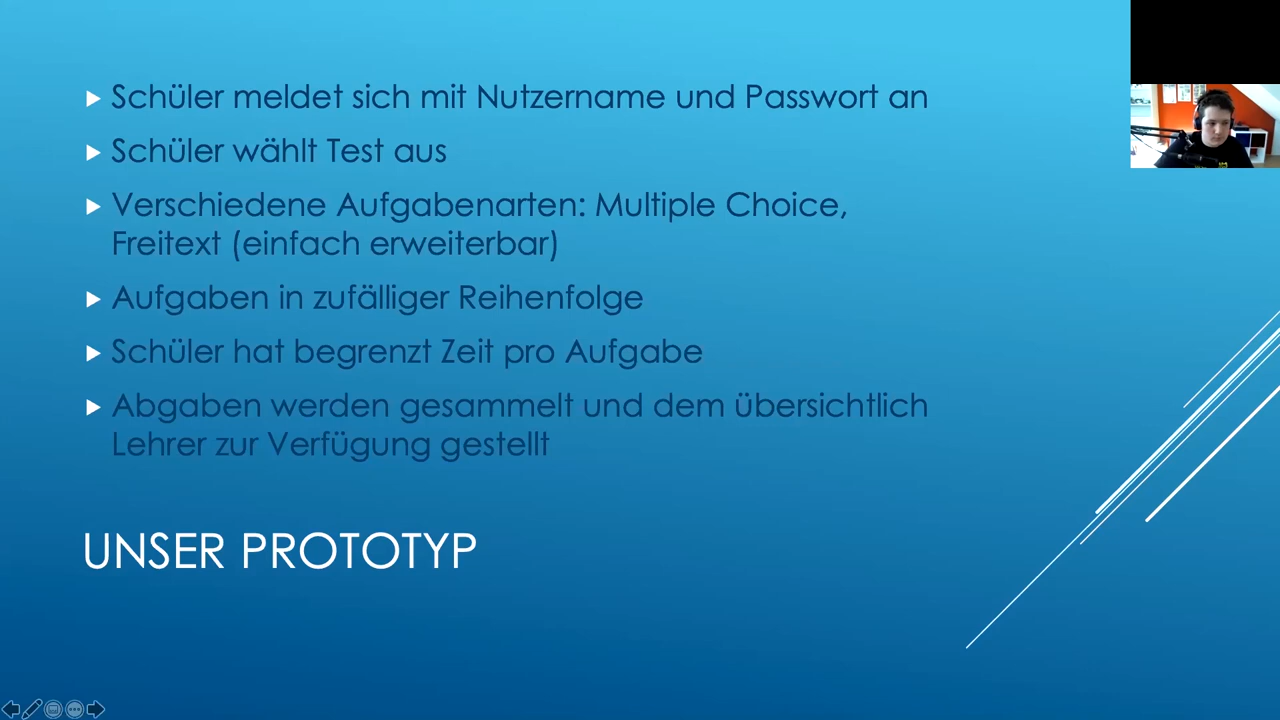 Schüler meldet sich mit Nutzername und Passwort an
Schüler wählt Test aus
Verschiedene Aufgabenarten: Multiple Choice,
Freitext (einfach erweiterbar)
Aufgaben in zufälliger Reihenfolge
Schüler hat begrenzt Zeit pro Aufgabe
Abgaben werden gesammelt und dem übersichtlich
Lehrer zur Verfügung gestellt
UNSER PROTOTYP